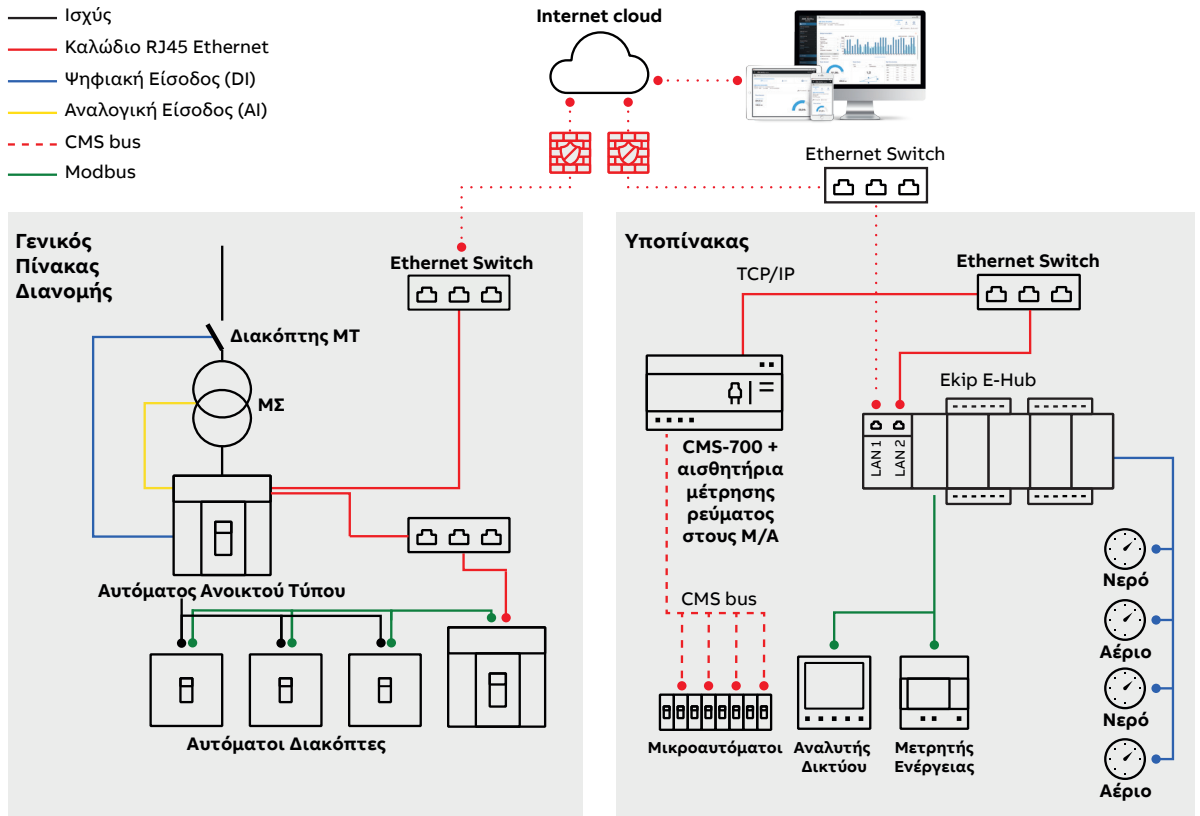 Ισχύς
Καλώδιο RJ45 Ethernet
Ψηφιακή Είσοδος (DI)
Αναλογική Είσοδος (AI)
CMS bus
Modbus
Internet cloud
Ethernet Switch
Γενικός
Πίνακας
Διανομής
Ethernet Switch
Διακόπτης ΜΤ
ΜΣ
Αυτόματος Ανοικτού Τύπου
Αυτόματοι Διακόπτες
Υποπίνακας
TCP/IP
Ethernet Switch
Ekip E-Hub
LAN 1
LAN 2
CMS-700 +
αισθητήρια
μέτρησης
ρεύματος
στους Μ/Α
CMS bus
Μικροαυτόματοι
Αναλυτής
Δικτύου
Μετρητής
Ενέργειας
Νερό
Αέριο
Νερό
Αέριο